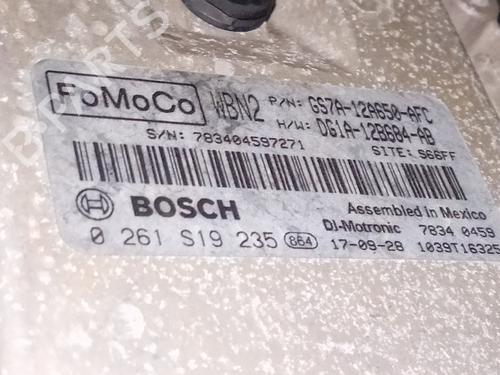 FoMoCo WBN2 P/N: GS7A-12A650-AFC
H/W: DG1A-12B684-AB
S/N: 783404597271 SITE: S66FF
BOSCH Assembled in Mexico
DJ-Motronic 7834 0459
0 261 S19 235 864 17-09-28 1039T16325